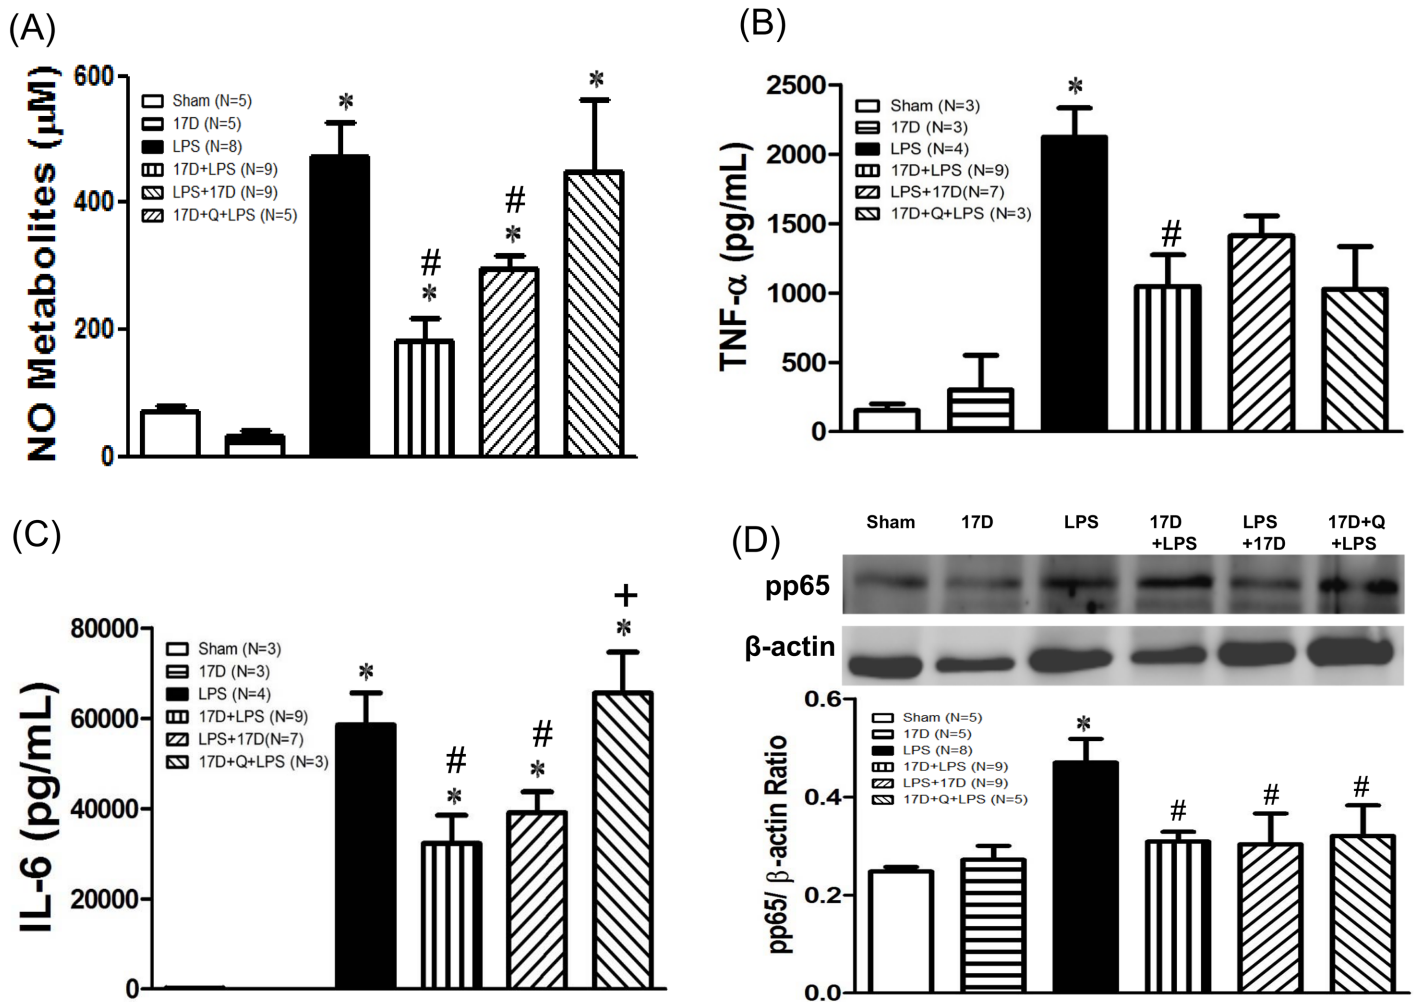 (A)
NO Metabolites (µM)
600
400
200
0
Sham (N=5)
17D (N=5)
LPS (N=8)
17D+LPS (N=9)
LPS+17D (N=9)
17D+Q+LPS (N=5)
*
#
*
#
*
*
(B)
TNF-α (pg/mL)
2500
2000
1500
1000
500
0
Sham (N=3)
17D (N=3)
LPS (N=4)
17D+LPS (N=9)
LPS+17D(N=7)
17D+Q+LPS (N=3)
*
#
(C)
IL-6 (pg/mL)
80000
60000
40000
20000
0
Sham (N=3)
17D (N=3)
LPS (N=4)
17D+LPS (N=9)
LPS+17D(N=7)
17D+Q+LPS (N=3)
*
#
*
#
*
+
*
(D)
Sham
17D
LPS
17D
+LPS
LPS
+17D
17D+Q
+LPS
pp65
β-actin
pp65/ β-actin Ratio
0.6
0.4
0.2
0.0
Sham (N=5)
17D (N=5)
LPS (N=8)
17D+LPS (N=9)
LPS+17D (N=9)
17D+Q+LPS (N=5)
*
#
#
#